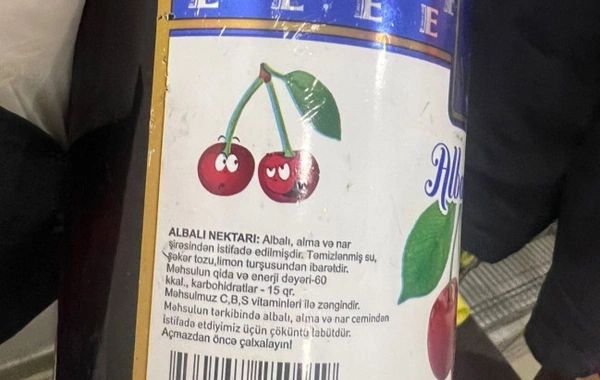 ALBALI NEKTARI: Albalı, alma və nar
şirəsindən istifadə edilmişdir. Təmizlənmiş su,
şəkər tozu,limon turşusundan ibarətdir.
Məhsulun qida və enerji dəyəri-60
kkal., karbohidratlar - 15 qr.
Məhsulmuz C,B,S vitaminləri ilə zəngindir.
Məhsulun tərkibində albalı, alma və nar cemindən
istifadə etdiyimiz üçün çöküntü təbütdür.
Açmazdan öncə çalxalayın!